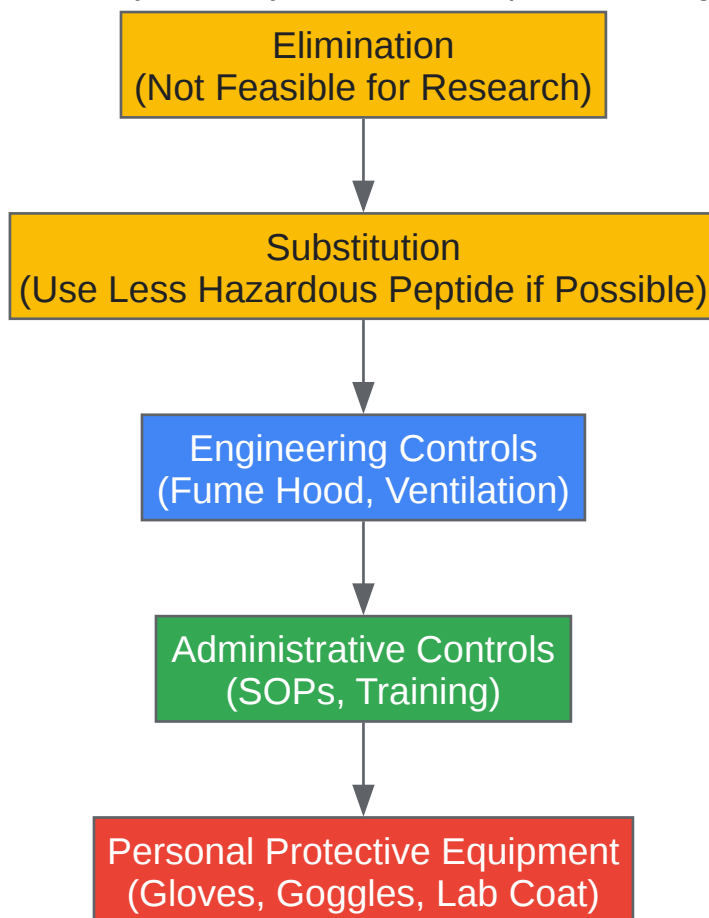 Elimination
(Not Feasible for Research)
Substitution
(Use Less Hazardous Peptide if Possible)
Engineering Controls
(Fume Hood, Ventilation)
Administrative Controls
(SOPs, Training)
Personal Protective Equipment
(Gloves, Goggles, Lab Coat)